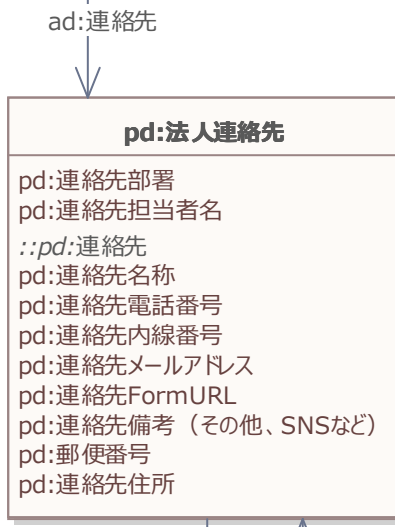 ad:連絡先
pd:法人連絡先
pd:連絡先部署
pd:連絡先担当者名
::pd:連絡先
pd:連絡先名称
pd:連絡先電話番号
pd:連絡先内線番号
pd:連絡先メールアドレス
pd:連絡先FormURL
pd:連絡先備考（その他、SNSなど）
pd:郵便番号
pd:連絡先住所